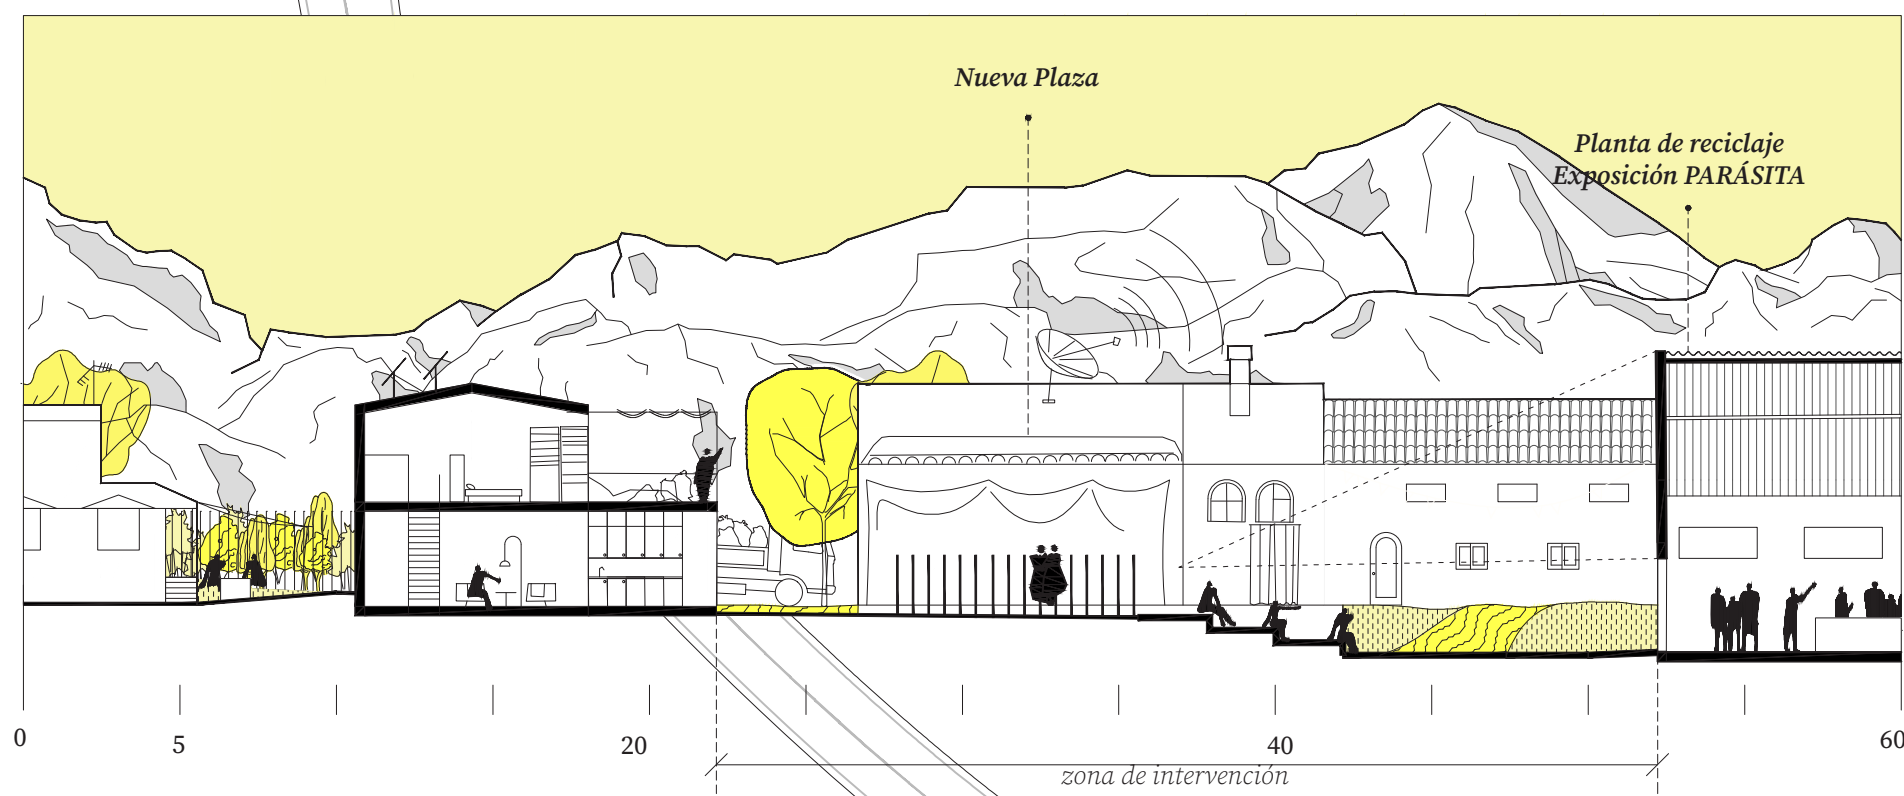 Nueva Plaza
Planta de reciclaje
Exposición PARÁSITA
0
5
20
40
60
zona de intervención